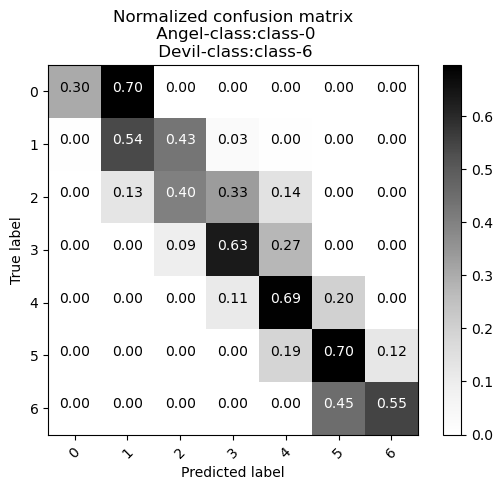 Normalized confusion matrix
Angel-class:class-0
Devil-class:class-6
True label
0 0.30 0.70 0.00 0.00 0.00 0.00 0.00
1 0.00 0.54 0.43 0.03 0.00 0.00 0.00
2 0.00 0.13 0.40 0.33 0.14 0.00 0.00
3 0.00 0.00 0.09 0.63 0.27 0.00 0.00
4 0.00 0.00 0.00 0.11 0.69 0.20 0.00
5 0.00 0.00 0.00 0.00 0.19 0.70 0.12
6 0.00 0.00 0.00 0.00 0.00 0.45 0.55
0 1 2 3 4 5 6
Predicted label
0.6
0.5
0.4
0.3
0.2
0.1
0.0